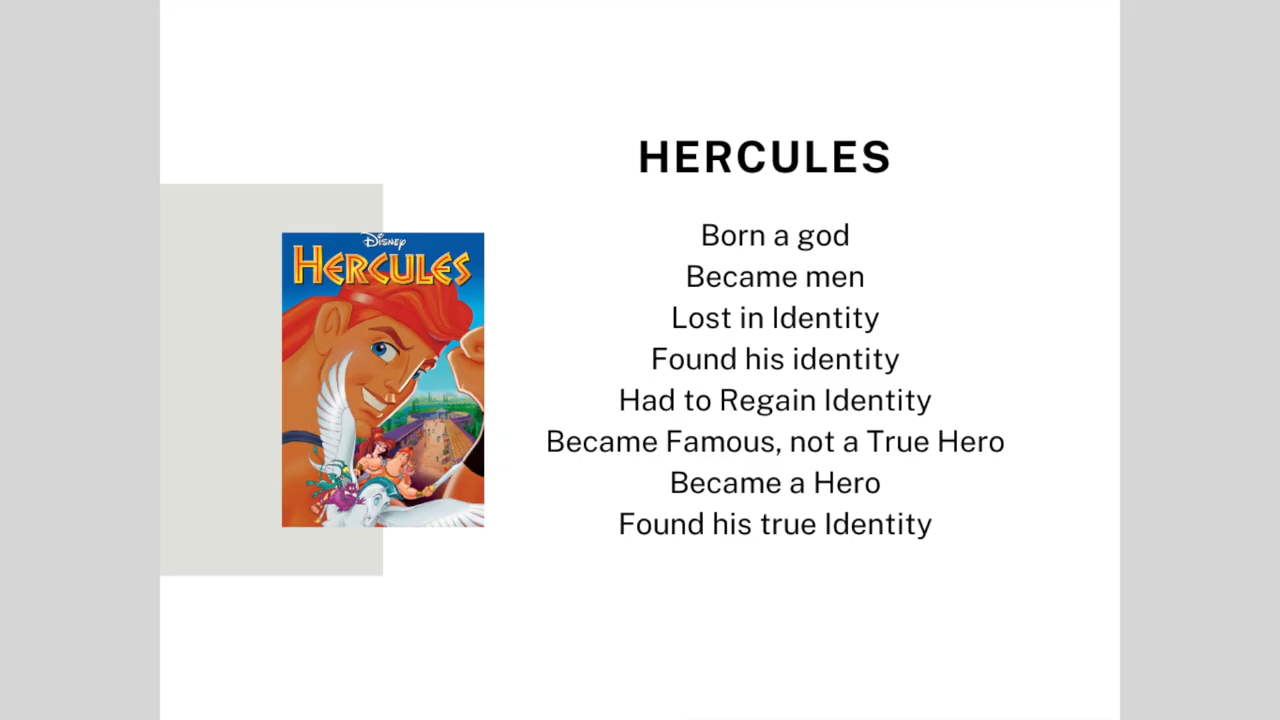 HERCULES
Disney
HERCULES
Born a god
Became men
Lost in Identity
Found his identity
Had to Regain Identity
Became Famous, not a True Hero
Became a Hero
Found his true Identity